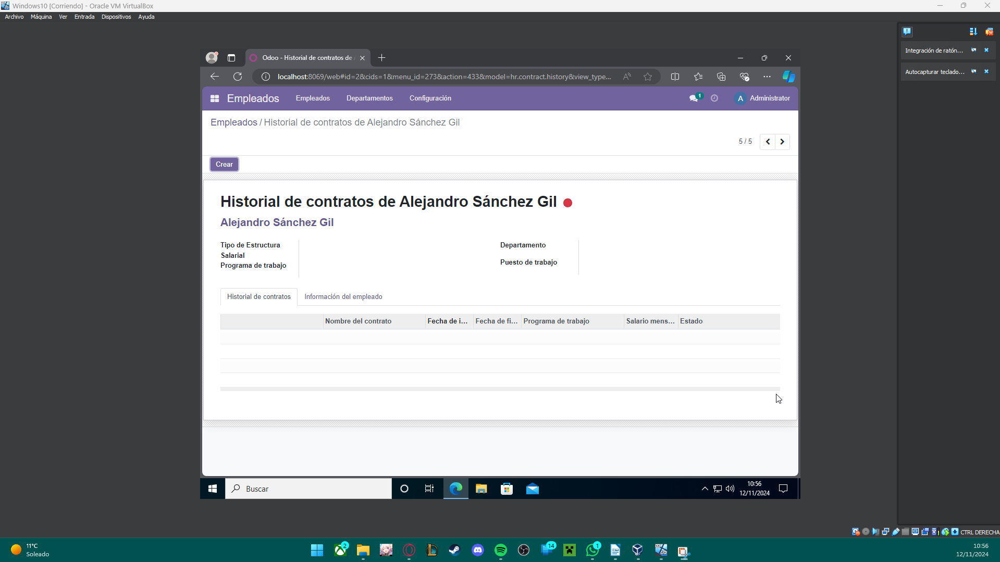 Windows10 [Corriendo] - Oracle VM VirtualBox
Archivo Máquina Ver Entrada Dispositivos Ayuda
Integración de ratón...
Autocapturar teclado...
Odoo - Historial de contratos de
localhost:8069/web#id=2&cids=1&menu_id=273&action=433&model=hr.contract.history&view_type...
Empleados Empleados Departamentos Configuración 1 A Administrator
Empleados / Historial de contratos de Alejandro Sánchez Gil
5 / 5
Crear
Historial de contratos de Alejandro Sánchez Gil
Alejandro Sánchez Gil
Tipo de Estructura
Salarial
Programa de trabajo
Departamento
Puesto de trabajo
Historial de contratos Información del empleado
Nombre del contrato Fecha de i... Fecha de fi... Programa de trabajo Salario mens... Estado
Buscar
10:56
12/11/2024
CTRL DERECHA
11°C
Soleado
2
14
1
10:56
12/11/2024